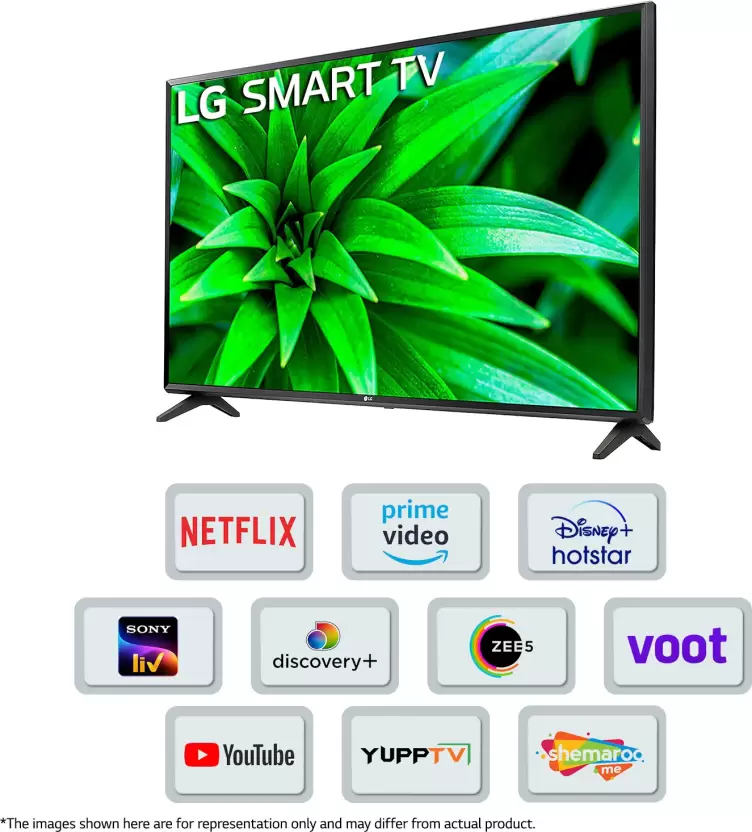 LG SMART TV
LG
NETFLIX
prime
video
Disney+
hotstar
SONY
liv
discovery+
ZEE5
voot
YouTube
YUPPTV
shemaroo
me
*The images shown here are for representation only and may differ from actual product.